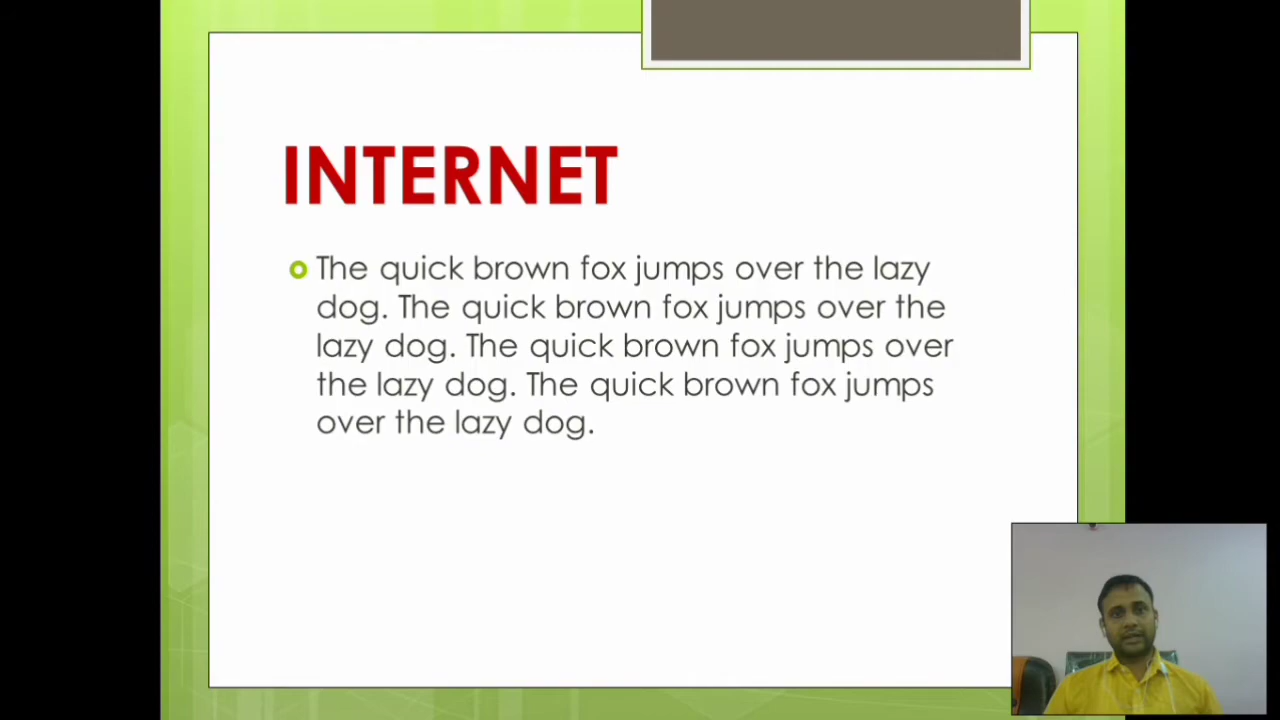 INTERNET
The quick brown fox jumps over the lazy
dog. The quick brown fox jumps over the
lazy dog. The quick brown fox jumps over
the lazy dog. The quick brown fox jumps
over the lazy dog.